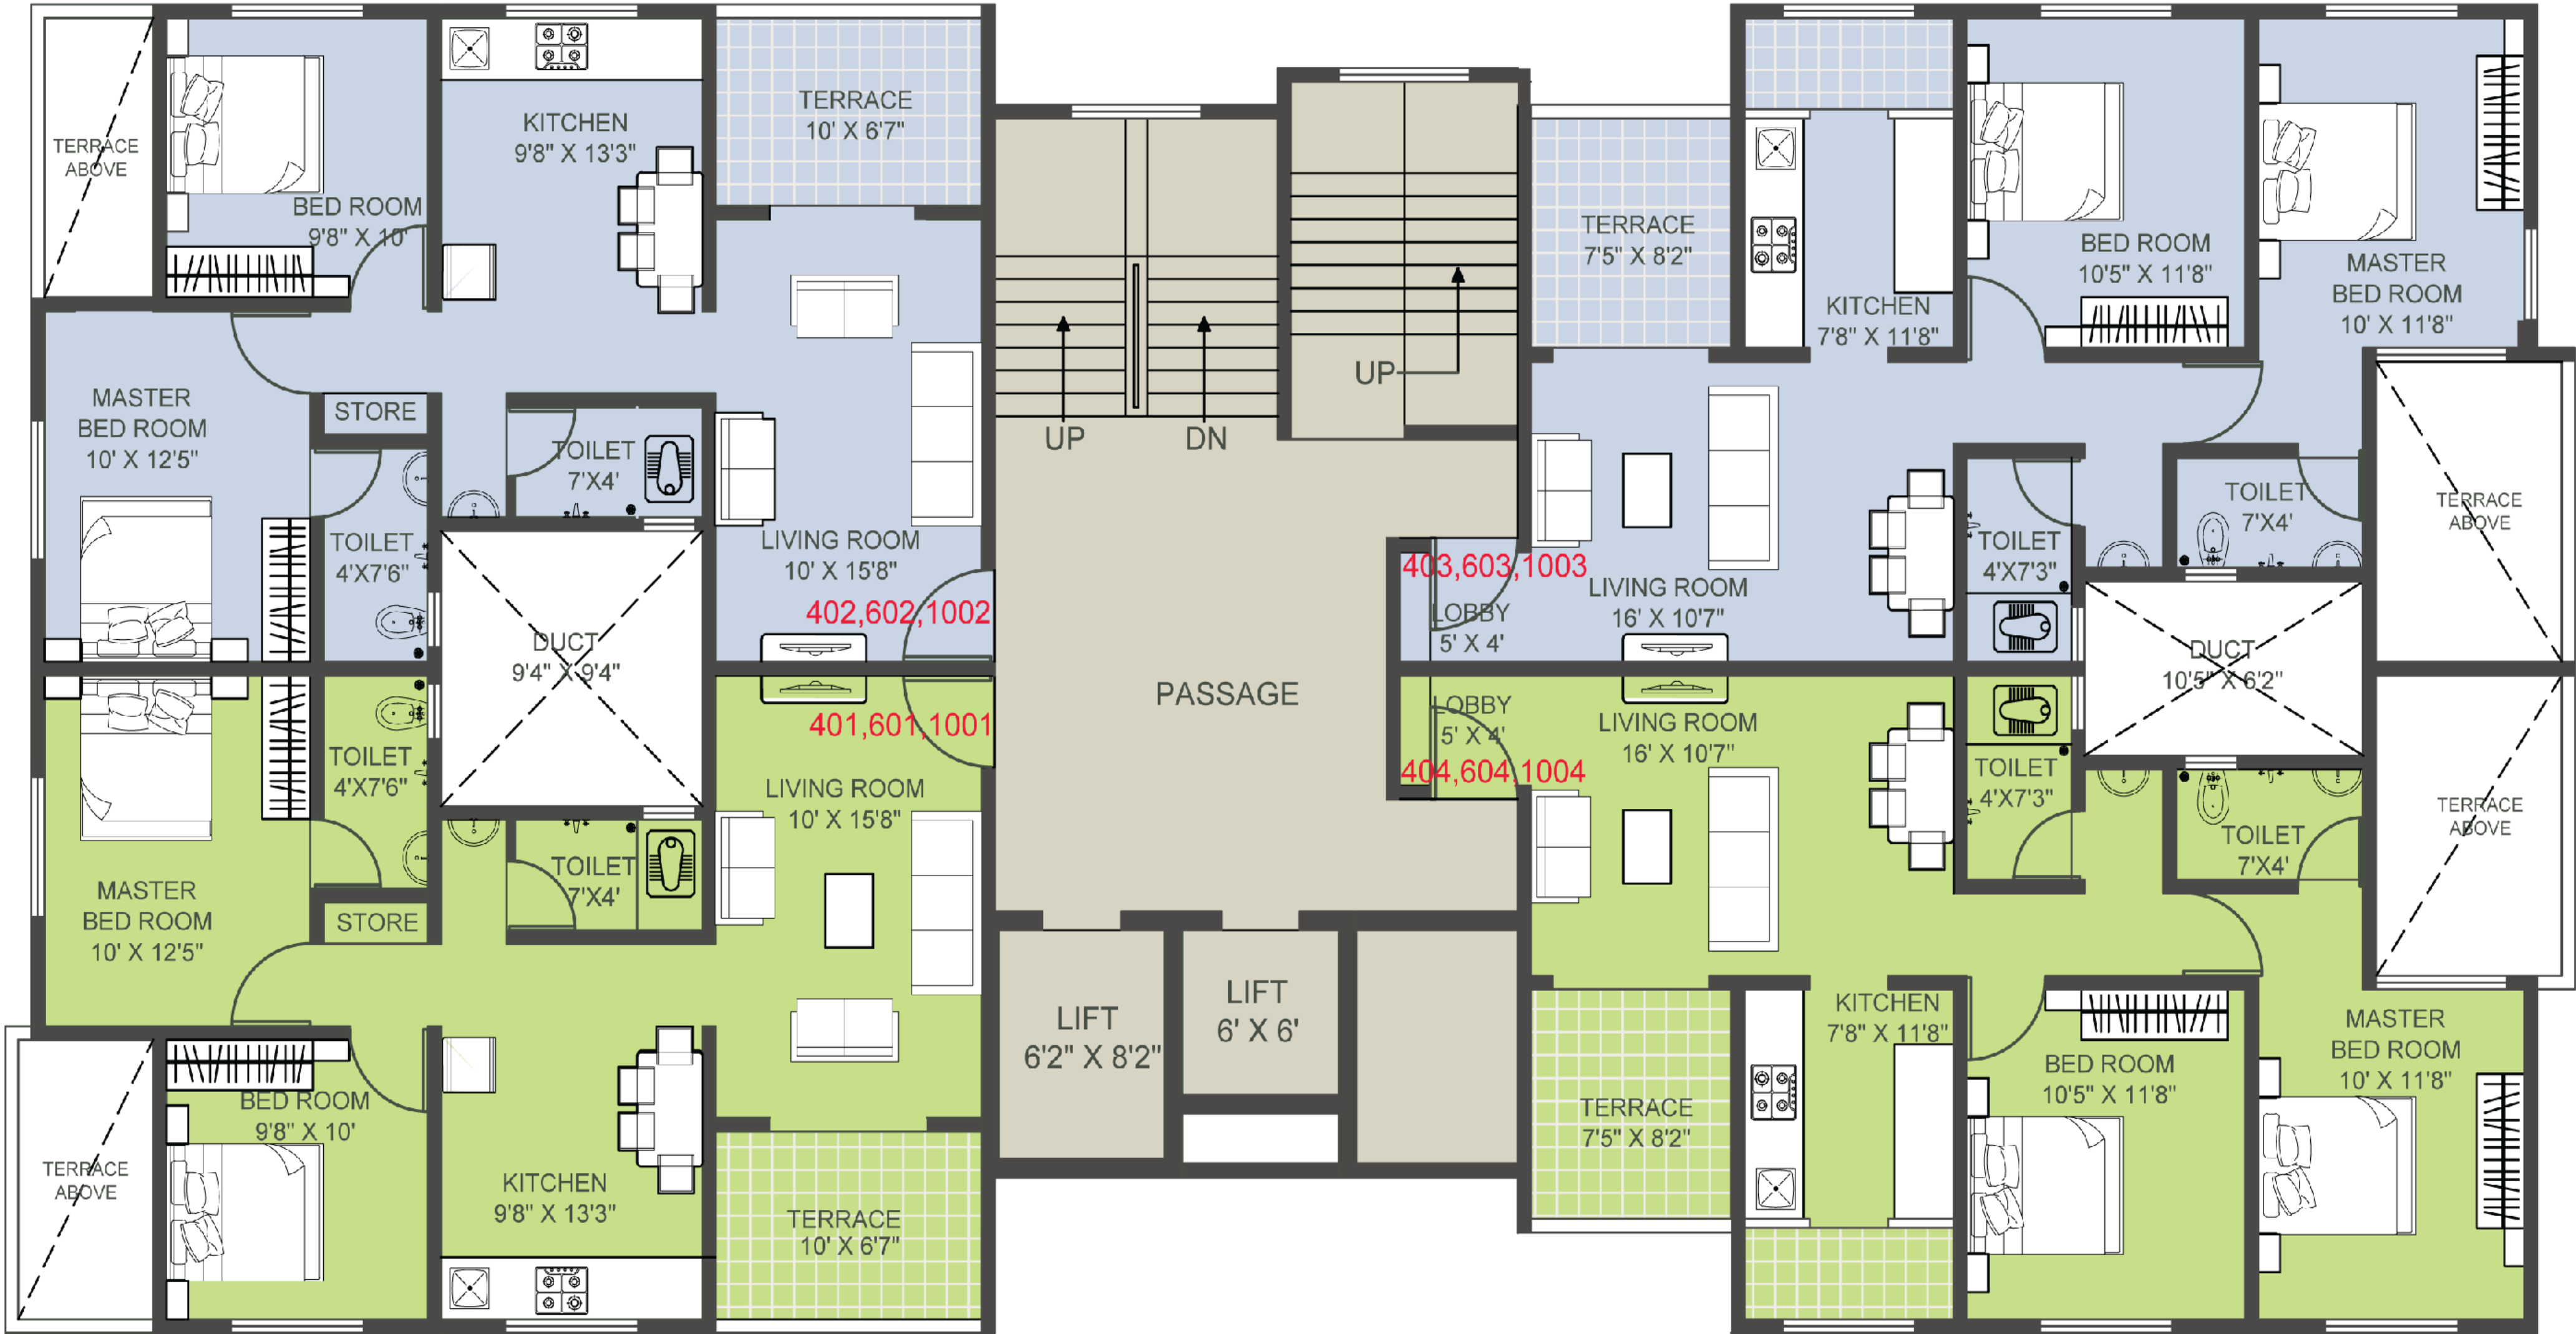 TERRACE
ABOVE
BED ROOM
9'8" X 10'
KITCHEN
9'8" X 13'3"
TERRACE
10' X 6'7"
MASTER
BED ROOM
10' X 12'5"
STORE
TOILET
7'X4'
TOILET
4'X7'6"
LIVING ROOM
10' X 15'8"
402,602,1002
DUCT
9'4" X 9'4"
UP
DN
UP
TERRACE
7'5" X 8'2"
KITCHEN
7'8" X 11'8"
BED ROOM
10'5" X 11'8"
MASTER
BED ROOM
10' X 11'8"
403,603,1003
LOBBY
5' X 4'
LIVING ROOM
16' X 10'7"
TOILET
4'X7'3"
TOILET
7'X4'
TERRACE
ABOVE
DUCT
10'5" X 6'2"
PASSAGE
401,601,1001
LIVING ROOM
10' X 15'8"
TOILET
4'X7'6"
TOILET
7'X4'
MASTER
BED ROOM
10' X 12'5"
STORE
BED ROOM
9'8" X 10'
TERRACE
ABOVE
KITCHEN
9'8" X 13'3"
TERRACE
10' X 6'7"
LIFT
6'2" X 8'2"
LIFT
6' X 6'
LOBBY
5' X 4'
404,604,1004
LIVING ROOM
16' X 10'7"
TOILET
4'X7'3"
TOILET
7'X4'
TERRACE
ABOVE
TERRACE
7'5" X 8'2"
KITCHEN
7'8" X 11'8"
BED ROOM
10'5" X 11'8"
MASTER
BED ROOM
10' X 11'8"